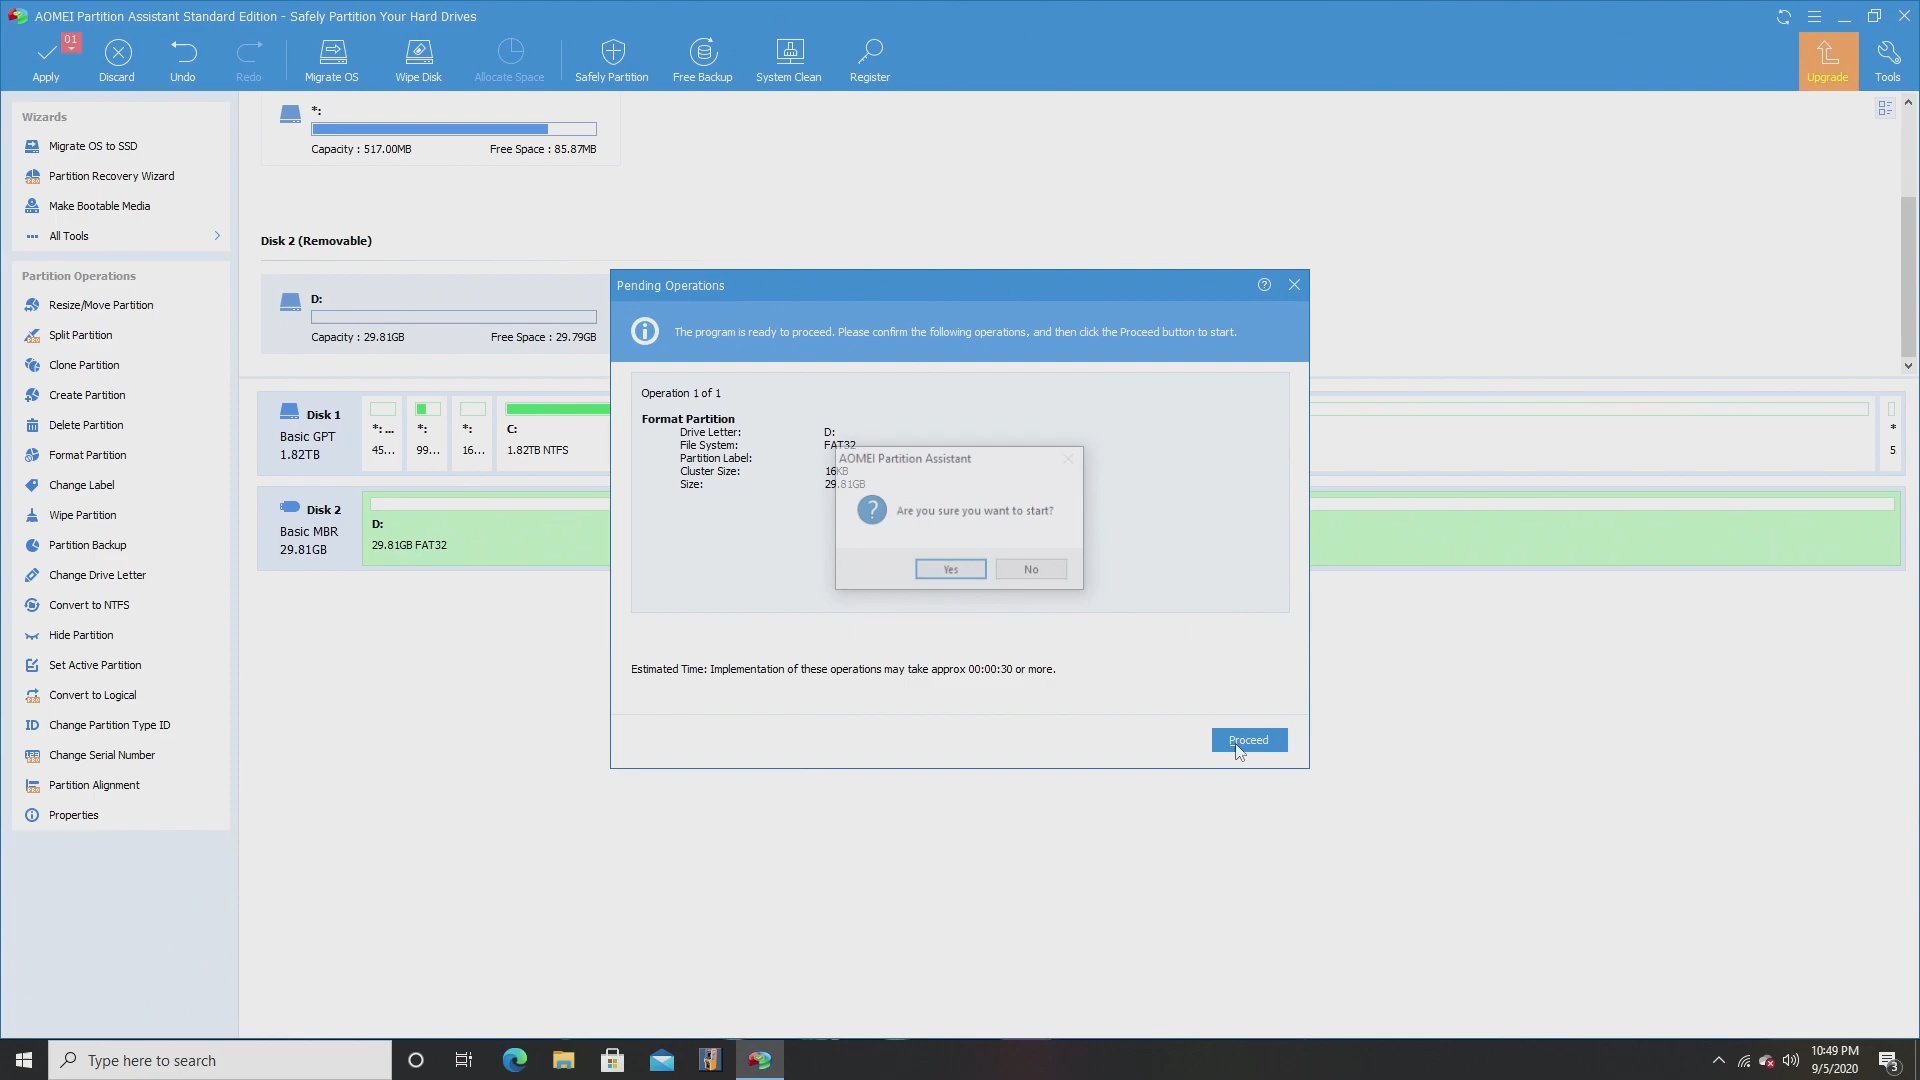 AOMEI Partition Assistant Standard Edition - Safely Partition Your Hard Drives
01
Apply
Discard
Undo
Redo
Migrate OS
Wipe Disk
Allocate Space
Safely Partition
Free Backup
System Clean
Register
Upgrade
Tools
Wizards
Migrate OS to SSD
Partition Recovery Wizard
Make Bootable Media
All Tools
Partition Operations
Resize/Move Partition
Split Partition
Clone Partition
Create Partition
Delete Partition
Format Partition
Change Label
Wipe Partition
Partition Backup
Change Drive Letter
Convert to NTFS
Hide Partition
Set Active Partition
Convert to Logical
Change Partition Type ID
Change Serial Number
Partition Alignment
Properties
*:
Capacity : 517.00MB Free Space : 85.87MB
Disk 2 (Removable)
D:
Capacity : 29.81GB Free Space : 29.79GB
Disk 1
Basic GPT
1.82TB
*: ...
45...
*:
99...
*:
16...
C:
1.82TB NTFS
*
5
Disk 2
Basic MBR
29.81GB
D:
29.81GB FAT32
Pending Operations
The program is ready to proceed. Please confirm the following operations, and then click the Proceed button to start.
Operation 1 of 1
Format Partition
Drive Letter: D:
File System: FAT32
Partition Label:
Cluster Size: 16KB
Size: 29.81GB
AOMEI Partition Assistant
Are you sure you want to start?
Yes
No
Estimated Time: Implementation of these operations may take approx 00:00:30 or more.
Proceed
Type here to search
10:49 PM
9/5/2020
3